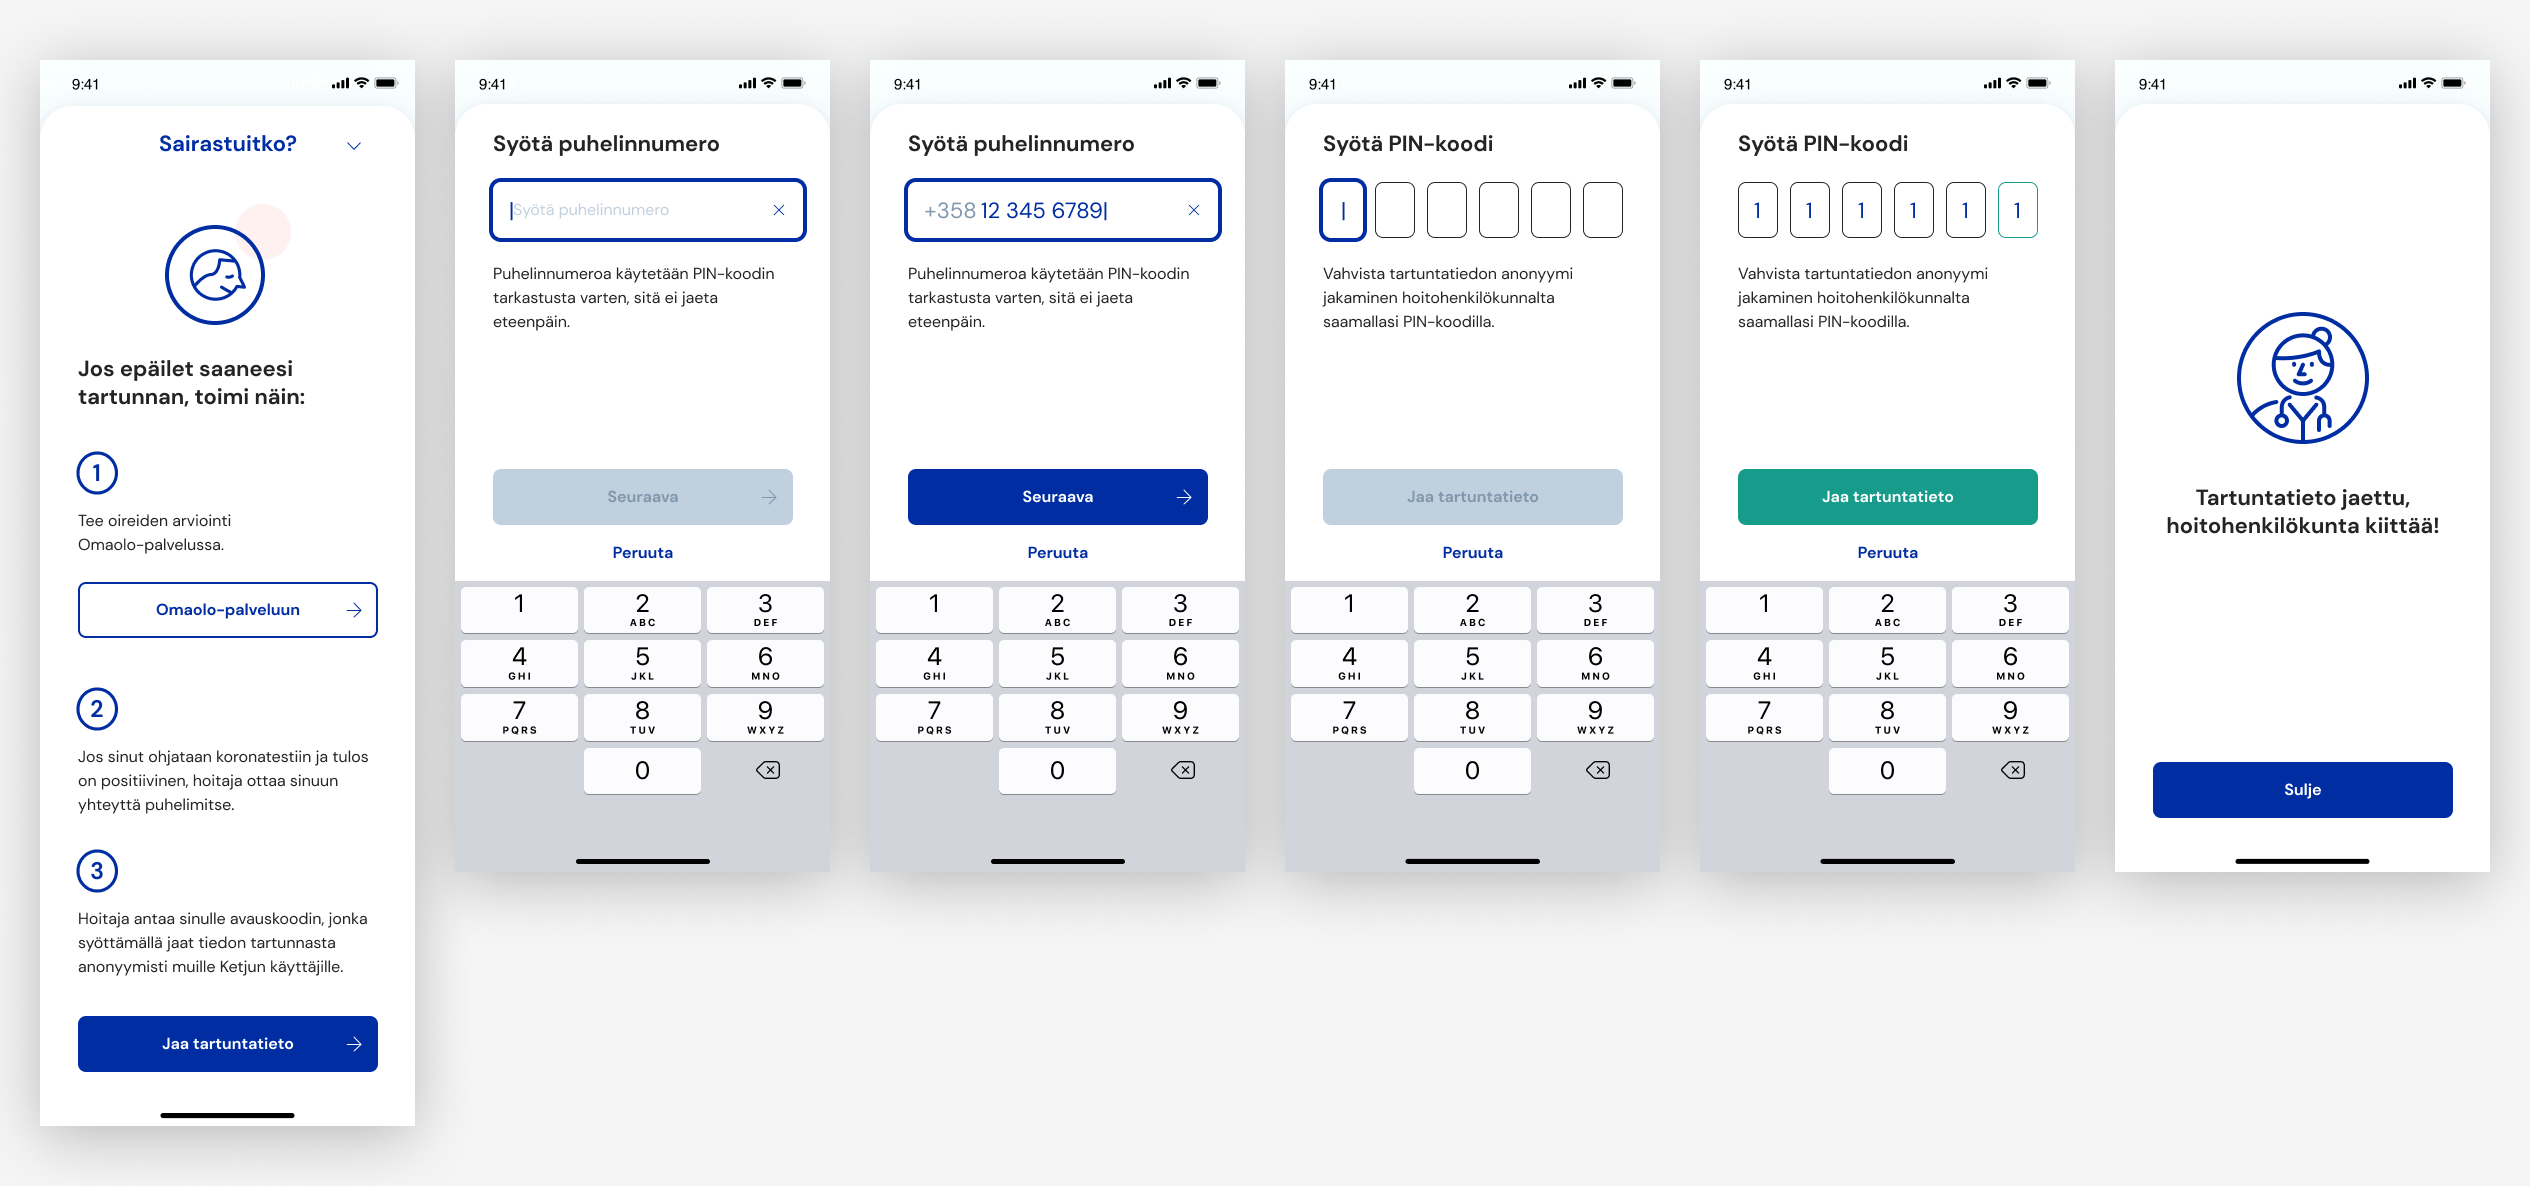 9:41
Sairastuitko?
Jos epäilet saaneesi
tartunnan, toimi näin:
1
Tee oireiden arviointi
Omaolo-palvelussa.
Omaolo-palveluun
2
Jos sinut ohjataan koronatestiin ja tulos
on positiivinen, hoitaja ottaa sinuun
yhteyttä puhelimitse.
3
Hoitaja antaa sinulle avauskoodin, jonka
syöttämällä jaat tiedon tartunnasta
anonyymisti muille Ketjun käyttäjille.
Jaa tartuntatieto
9:41
Syötä puhelinnumero
Syötä puhelinnumero
Puhelinnumeroa käytetään PIN-koodin
tarkastusta varten, sitä ei jaeta
eteenpäin.
Seuraava
Peruuta
1 2 3
ABC DEF
4 5 6
GHI JKL MNO
7 8 9
PQRS TUV WXYZ
0
9:41
Syötä puhelinnumero
+358 12 345 6789
Puhelinnumeroa käytetään PIN-koodin
tarkastusta varten, sitä ei jaeta
eteenpäin.
Seuraava
Peruuta
1 2 3
ABC DEF
4 5 6
GHI JKL MNO
7 8 9
PQRS TUV WXYZ
0
9:41
Syötä PIN-koodi
Vahvista tartuntatiedon anonyymi
jakaminen hoitohenkilökunnalta
saamallasi PIN-koodilla.
Jaa tartuntatieto
Peruuta
1 2 3
ABC DEF
4 5 6
GHI JKL MNO
7 8 9
PQRS TUV WXYZ
0
9:41
Syötä PIN-koodi
1 1 1 1 1 1
Vahvista tartuntatiedon anonyymi
jakaminen hoitohenkilökunnalta
saamallasi PIN-koodilla.
Jaa tartuntatieto
Peruuta
1 2 3
ABC DEF
4 5 6
GHI JKL MNO
7 8 9
PQRS TUV WXYZ
0
9:41
Tartuntatieto jaettu,
hoitohenkilökunta kiittää!
Sulje